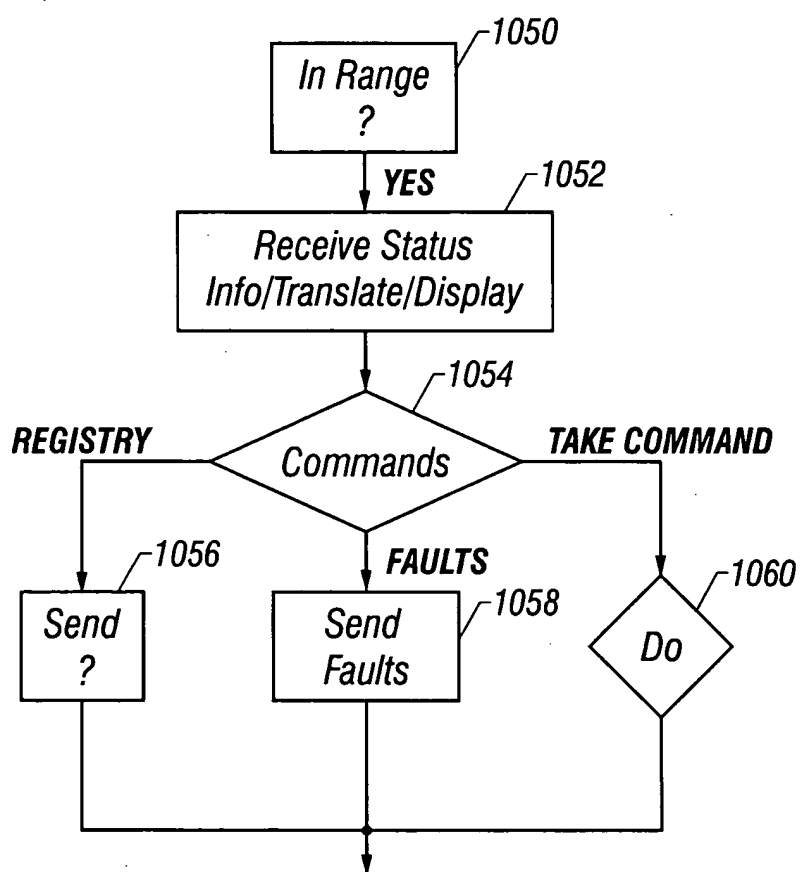 1050
In Range
?
YES
1052
Receive Status
Info/Translate/Display
1054
REGISTRY
Commands
TAKE COMMAND
1056
FAULTS
1058
1060
Send
?
Send
Faults
Do